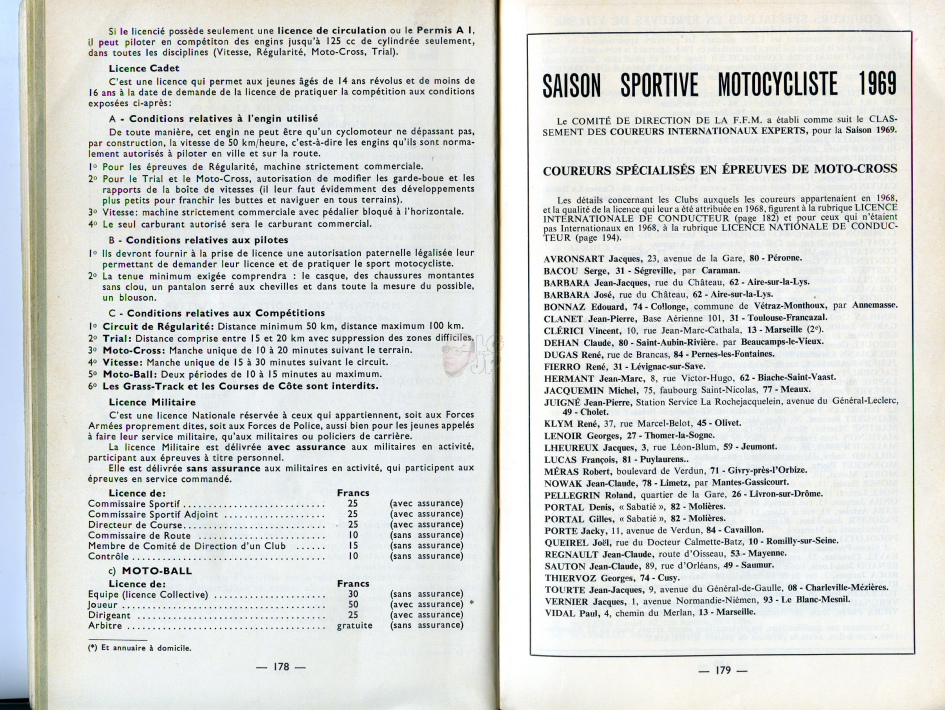 Si le licencié possède seulement une licence de circulation ou le Permis A 1,
il peut piloter en compétiton des engins jusqu'à 125 cc de cylindrée seulement,
dans toutes les disciplines (Vitesse, Régularité, Moto-Cross, Trial).
Licence Cadet
C'est une licence qui permet aux jeunes âgés de 14 ans révolus et de moins de
16 ans à la date de demande de la licence de pratiquer la compétition aux conditions
exposées ci-après:
A - Conditions relatives à l'engin utilisé
De toute manière, cet engin ne peut être qu'un cyclomoteur ne dépassant pas,
par construction, la vitesse de 50 km/heure, c'est-à-dire les engins qu'ils sont norma-
lement autorisés à piloter en ville et sur la route.
1º Pour les épreuves de Régularité, machine strictement commerciale.
2º Pour le Trial et le Moto-Cross, autorisation de modifier les garde-boue et les
rapports de la boîte de vitesses (il leur faut évidemment des développements
plus petits pour franchir les buttes et naviguer en tous terrains).
3º Vitesse: machine strictement commerciale avec pédalier bloqué à l'horizontale.
4º Le seul carburant autorisé sera le carburant commercial.
B - Conditions relatives aux pilotes
1º Ils devront fournir à la prise de licence une autorisation paternelle légalisée leur
permettant de demander leur licence et de pratiquer le sport motocycliste.
2º La tenue minimum exigée comprendra : le casque, des chaussures montantes
sans clou, un pantalon serré aux chevilles et dans toute la mesure du possible,
un blouson.
C - Conditions relatives aux Compétitions
1º Circuit de Régularité: Distance minimum 50 km, distance maximum 100 km.
2º Trial: Distance comprise entre 15 et 20 km avec suppression des zones difficiles.
3º Moto-Cross: Manche unique de 10 à 20 minutes suivant le terrain.
4º Vitesse: Manche unique de 15 à 30 minutes suivant le circuit.
5º Moto-Ball: Deux périodes de 10 à 15 minutes au maximum.
6º Les Grass-Track et les Courses de Côte sont interdits.
Licence Militaire
C'est une licence Nationale réservée à ceux qui appartiennent, soit aux Forces
Armées proprement dites, soit aux Forces de Police, aussi bien pour les jeunes appelés
à faire leur service militaire, qu'aux militaires ou policiers de carrière.
La licence Militaire est délivrée avec assurance aux militaires en activité,
participant aux épreuves à titre personnel.
Elle est délivrée sans assurance aux militaires en activité, qui participent aux
épreuves en service commandé.
Licence de: Francs
Commissaire Sportif 25 (avec assurance)
Commissaire Sportif Adjoint 25 (avec assurance)
Directeur de Course 25 (avec assurance)
Commissaire de Route 10 (sans assurance)
Membre de Comité de Direction d'un Club 15 (sans assurance)
Contrôle 10 (sans assurance)
c) MOTO-BALL
Licence de: Francs
Equipe (licence Collective) 30 (sans assurance)
Joueur 50 (avec assurance) *
Dirigeant 25 (avec assurance)
Arbitre gratuite (sans assurance)
(*) Et annuaire à domicile.
— 178 —
SAISON SPORTIVE MOTOCYCLISTE 1969
Le COMITÉ DE DIRECTION DE LA F.F.M. a établi comme suit le CLAS-
SEMENT DES COUREURS INTERNATIONAUX EXPERTS, pour la Saison 1969.
COUREURS SPÉCIALISÉS EN ÉPREUVES DE MOTO-CROSS
Les détails concernant les Clubs auxquels les coureurs appartenaient en 1968,
et la qualité de la licence qui leur a été attribuée en 1968, figurent à la rubrique LICENCE
INTERNATIONALE DE CONDUCTEUR (page 182) et pour ceux qui n'étaient
pas Internationaux en 1968, à la rubrique LICENCE NATIONALE DE CONDUC-
TEUR (page 194).
AVRONSART Jacques, 23, avenue de la Gare, 80 - Péronne.
BACOU Serge, 31 - Ségreville, par Caraman.
BARBARA Jean-Jacques, rue du Château, 62 - Aire-sur-la-Lys.
BARBARA José, rue du Château, 62 - Aire-sur-la-Lys.
BONNAZ Edouard, 74 - Collonge, commune de Vétraz-Monthoux, par Annemasse.
CLANET Jean-Pierre, Base Aérienne 101, 31 - Toulouse-Francazal.
CLÉRICI Vincent, 10, rue Jean-Marc-Cathala, 13 - Marseille (2e).
DEHAN Claude, 80 - Saint-Aubin-Rivière, par Beaucamps-le-Vieux.
DUGAS René, rue de Brancas, 84 - Pernes-les-Fontaines.
FIERRO René, 31 - Lévignac-sur-Save.
HERMANT Jean-Marc, 8, rue Victor-Hugo, 62 - Biache-Saint-Vaast.
JACQUEMIN Michel, 75, faubourg Saint-Nicolas, 77 - Meaux.
JUIGNÉ Jean-Pierre, Station Service La Rochejacquelein, avenue du Général-Leclerc,
49 - Cholet.
KLYM René, 37, rue Marcel-Belot, 45 - Olivet.
LENOIR Georges, 27 - Thomer-la-Sogne.
LHEUREUX Jacques, 3, rue Léon-Blum, 59 - Jeumont.
LUCAS François, 81 - Puylaurens..
MÉRAS Robert, boulevard de Verdun, 71 - Givry-près-l'Orbize.
NOWAK Jean-Claude, 78 - Limetz, par Mantes-Gassicourt.
PELLEGRIN Roland, quartier de la Gare, 26 - Livron-sur-Drôme.
PORTAL Denis, « Sabatié », 82 - Molières.
PORTAL Gilles, « Sabatié », 82 - Molières.
PORTE Jacky, 11, avenue de Verdun, 84 - Cavaillon.
QUEIREL Joël, rue du Docteur Calmette-Batz, 10 - Romilly-sur-Seine.
REGNAULT Jean-Claude, route d'Oisseau, 53 - Mayenne.
SAUTON Jean-Claude, 89, rue d'Orléans, 49 - Saumur.
THIERVOZ Georges, 74 - Cusy.
TOURTE Jean-Jacques, 9, avenue du Général-de-Gaulle, 08 - Charleville-Mézières.
VERNIER Jacques, 1, avenue Normandie-Niémen, 93 - Le Blanc-Mesnil.
VIDAL Paul, 4, chemin du Merlan, 13 - Marseille.
— 179 —